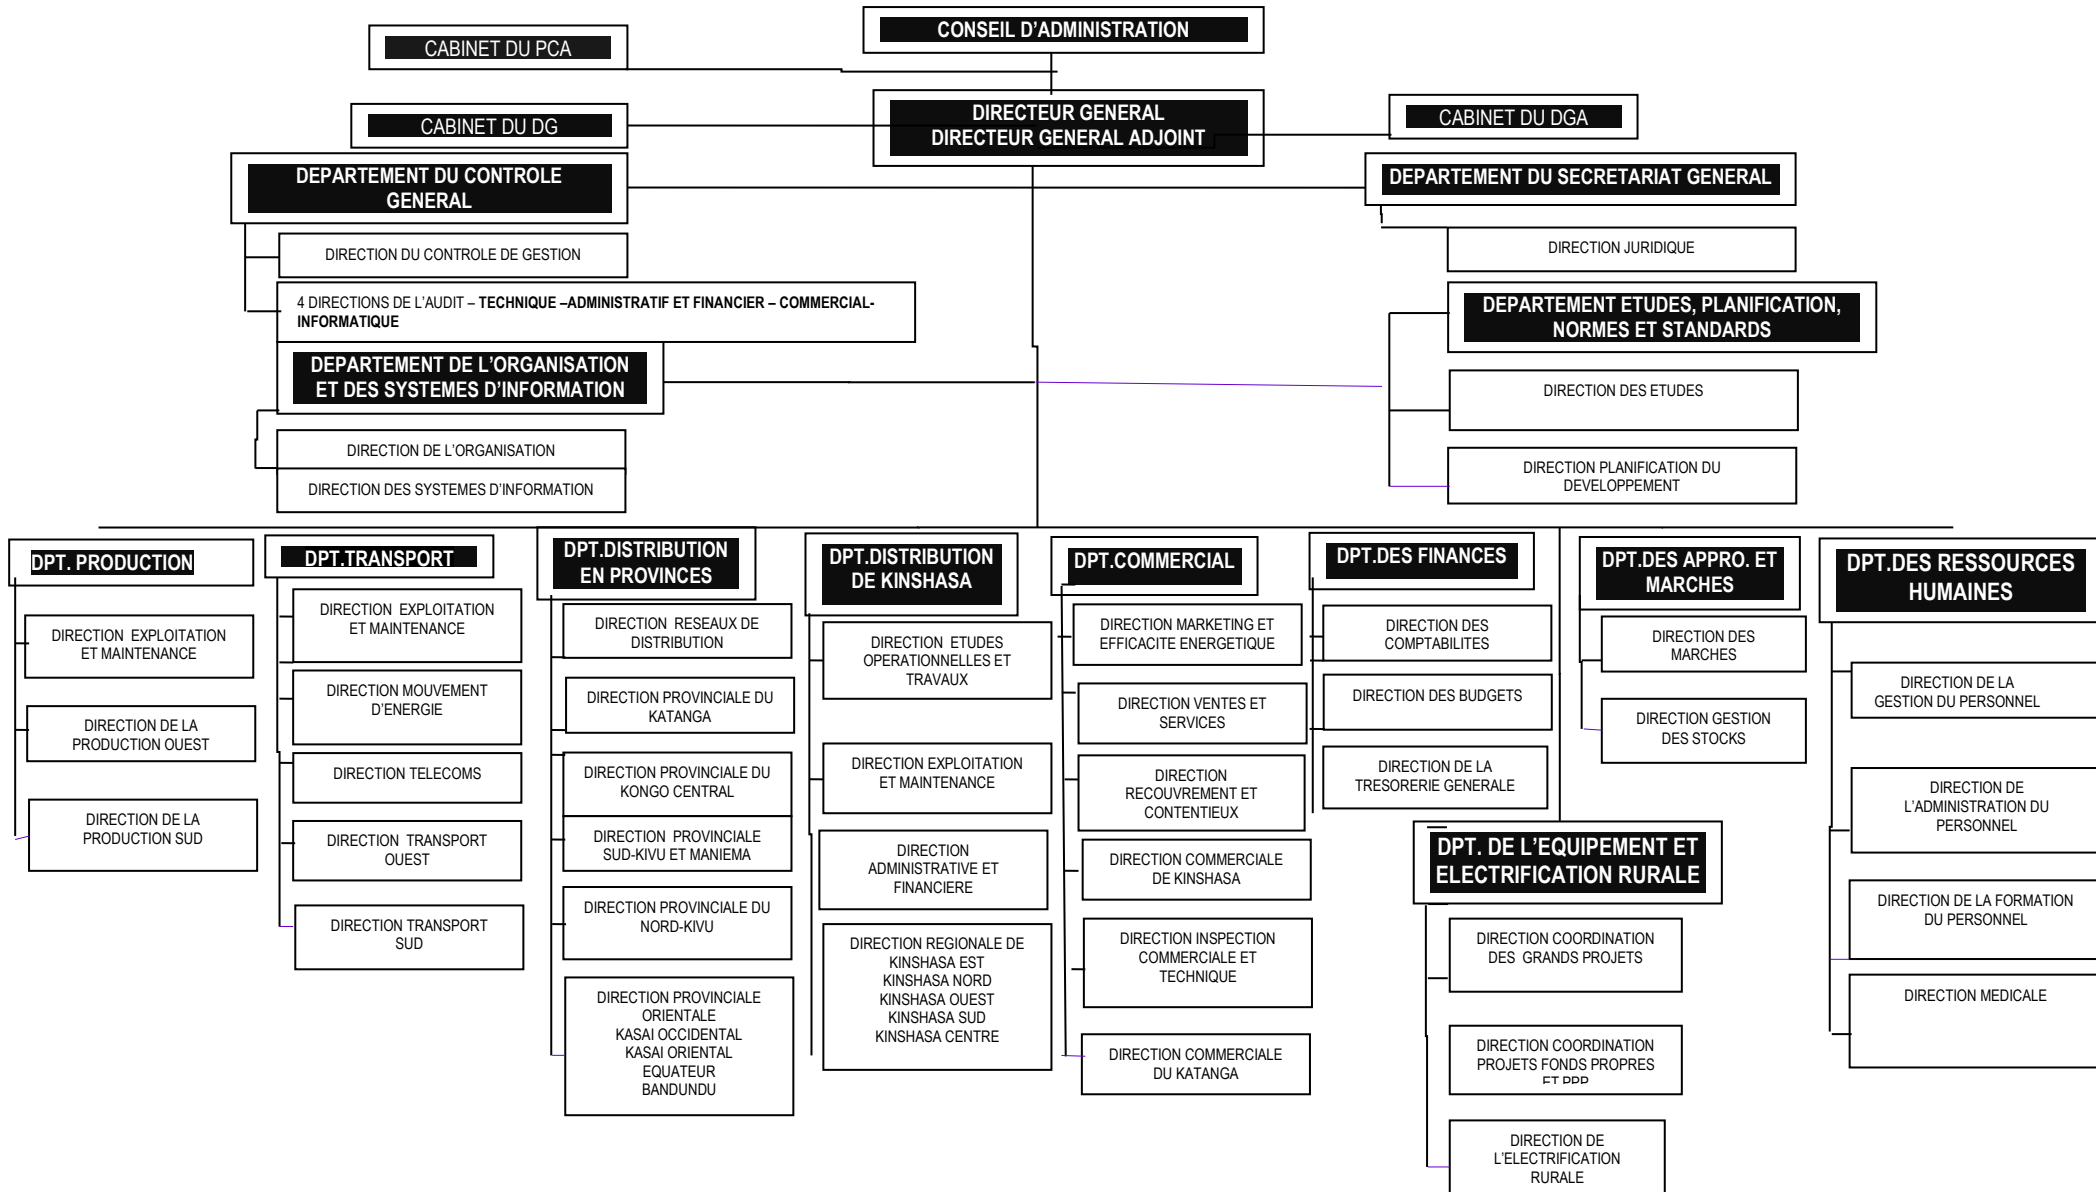 CONSEIL D’ADMINISTRATION
CABINET DU PCA
DIRECTEUR GENERAL
DIRECTEUR GENERAL ADJOINT
CABINET DU DG
CABINET DU DGA
DEPARTEMENT DU CONTROLE
GENERAL
DEPARTEMENT DU SECRETARIAT GENERAL
DIRECTION DU CONTROLE DE GESTION
DIRECTION JURIDIQUE
4 DIRECTIONS DE L’AUDIT – TECHNIQUE –ADMINISTRATIF ET FINANCIER – COMMERCIAL-
INFORMATIQUE
DEPARTEMENT ETUDES, PLANIFICATION,
NORMES ET STANDARDS
DEPARTEMENT DE L’ORGANISATION
ET DES SYSTEMES D’INFORMATION
DIRECTION DES ETUDES
DIRECTION DE L’ORGANISATION
DIRECTION DES SYSTEMES D’INFORMATION
DIRECTION PLANIFICATION DU
DEVELOPPEMENT
DPT. PRODUCTION
DIRECTION EXPLOITATION
ET MAINTENANCE
DIRECTION DE LA
PRODUCTION OUEST
DIRECTION DE LA
PRODUCTION SUD
DPT.TRANSPORT
DIRECTION EXPLOITATION
ET MAINTENANCE
DIRECTION MOUVEMENT
D’ENERGIE
DIRECTION TELECOMS
DIRECTION TRANSPORT
OUEST
DIRECTION TRANSPORT
SUD
DPT.DISTRIBUTION
EN PROVINCES
DIRECTION RESEAUX DE
DISTRIBUTION
DIRECTION PROVINCIALE DU
KATANGA
DIRECTION PROVINCIALE DU
KONGO CENTRAL
DIRECTION PROVINCIALE
SUD-KIVU ET MANIEMA
DIRECTION PROVINCIALE DU
NORD-KIVU
DIRECTION PROVINCIALE
ORIENTALE
KASAI OCCIDENTAL
KASAI ORIENTAL
EQUATEUR
BANDUNDU
DPT.DISTRIBUTION
DE KINSHASA
DIRECTION ETUDES
OPERATIONNELLES ET
TRAVAUX
DIRECTION EXPLOITATION
ET MAINTENANCE
DIRECTION
ADMINISTRATIVE ET
FINANCIERE
DIRECTION REGIONALE DE
KINSHASA EST
KINSHASA NORD
KINSHASA OUEST
KINSHASA SUD
KINSHASA CENTRE
DPT.COMMERCIAL
DIRECTION MARKETING ET
EFFICACITE ENERGETIQUE
DIRECTION VENTES ET
SERVICES
DIRECTION
RECOUVREMENT ET
CONTENTIEUX
DIRECTION COMMERCIALE
DE KINSHASA
DIRECTION INSPECTION
COMMERCIALE ET
TECHNIQUE
DIRECTION COMMERCIALE
DU KATANGA
DPT.DES FINANCES
DIRECTION DES
COMPTABILITES
DIRECTION DES BUDGETS
DIRECTION DE LA
TRESORERIE GENERALE
DPT. DE L’EQUIPEMENT ET
ELECTRIFICATION RURALE
DIRECTION COORDINATION
DES GRANDS PROJETS
DIRECTION COORDINATION
PROJETS FONDS PROPRES
ET PPP
DIRECTION DE
L’ELECTRIFICATION
RURALE
DPT.DES APPRO. ET
MARCHES
DIRECTION DES
MARCHES
DIRECTION GESTION
DES STOCKS
DPT.DES RESSOURCES
HUMAINES
DIRECTION DE LA
GESTION DU PERSONNEL
DIRECTION DE
L’ADMINISTRATION DU
PERSONNEL
DIRECTION DE LA FORMATION
DU PERSONNEL
DIRECTION MEDICALE